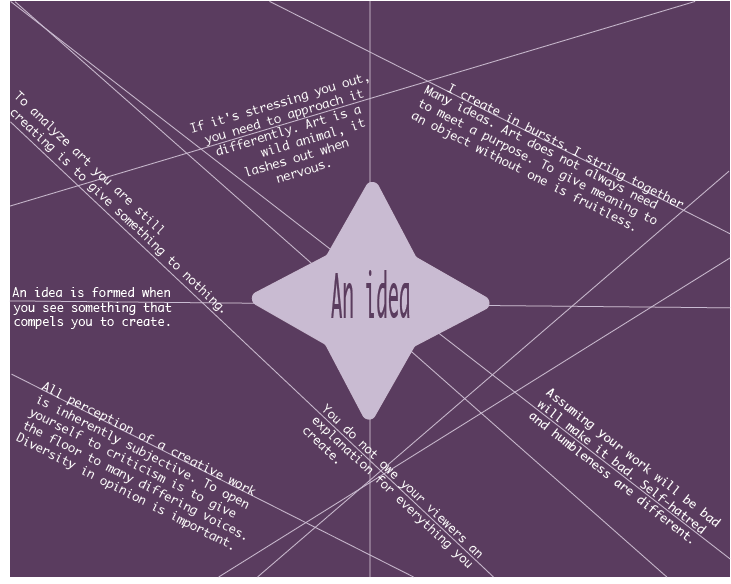 If it's stressing you out,
you need to approach it
differently. Art is a
wild animal, it
lashes out when
nervous.
I create in bursts. I string together
Many ideas. Art does not always need
to meet a purpose. To give meaning to
an object without one is fruitless.
To analyze art you are still
creating is to give something to nothing.
An idea
An idea is formed when
you see something that
compels you to create.
All perception of a creative work
is inherently subjective. To open
yourself to criticism is to give
the floor to many differing voices.
Diversity in opinion is important.
You do not owe your viewers an
explanation for everything you
create.
Assuming your work will be bad
will make it bad. Self-hatred
and humbleness are different.